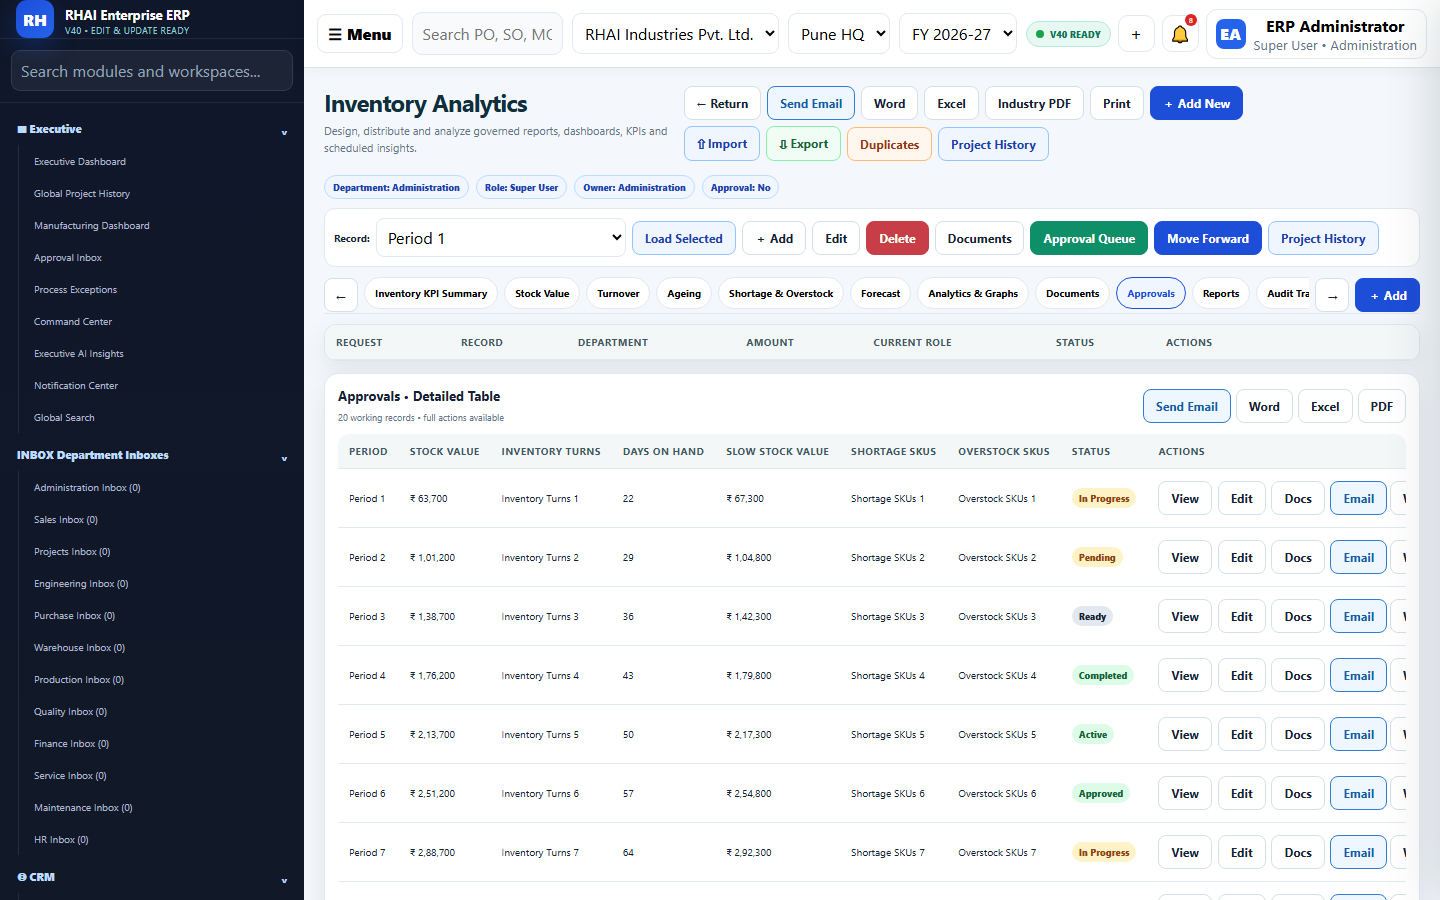 RH
RHAI Enterprise ERP
V40 • EDIT & UPDATE READY
Search modules and workspaces...
Executive
Executive Dashboard
Global Project History
Manufacturing Dashboard
Approval Inbox
Process Exceptions
Command Center
Executive AI Insights
Notification Center
Global Search
INBOX Department Inboxes
Administration Inbox (0)
Sales Inbox (0)
Projects Inbox (0)
Engineering Inbox (0)
Purchase Inbox (0)
Warehouse Inbox (0)
Production Inbox (0)
Quality Inbox (0)
Finance Inbox (0)
Service Inbox (0)
Maintenance Inbox (0)
HR Inbox (0)
CRM
☰ Menu
Search PO, SO, MO
RHAI Industries Pvt. Ltd.
Pune HQ
FY 2026-27
V40 READY
+
8
EA
ERP Administrator
Super User • Administration
Inventory Analytics
Design, distribute and analyze governed reports, dashboards, KPIs and
scheduled insights.
← Return
Send Email
Word
Excel
Industry PDF
Print
+ Add New
⇧ Import
⇩ Export
Duplicates
Project History
Department: Administration
Role: Super User
Owner: Administration
Approval: No
Record:
Period 1
Load Selected
+ Add
Edit
Delete
Documents
Approval Queue
Move Forward
Project History
←
Inventory KPI Summary
Stock Value
Turnover
Ageing
Shortage & Overstock
Forecast
Analytics & Graphs
Documents
Approvals
Reports
Audit Tra
→
+ Add
REQUEST RECORD DEPARTMENT AMOUNT CURRENT ROLE STATUS ACTIONS
Approvals • Detailed Table
20 working records • full actions available
Send Email
Word
Excel
PDF
PERIOD STOCK VALUE INVENTORY TURNS DAYS ON HAND SLOW STOCK VALUE SHORTAGE SKUS OVERSTOCK SKUS STATUS ACTIONS
Period 1 ₹ 63,700 Inventory Turns 1 22 ₹ 67,300 Shortage SKUs 1 Overstock SKUs 1 In Progress View Edit Docs Email
Period 2 ₹ 1,01,200 Inventory Turns 2 29 ₹ 1,04,800 Shortage SKUs 2 Overstock SKUs 2 Pending View Edit Docs Email
Period 3 ₹ 1,38,700 Inventory Turns 3 36 ₹ 1,42,300 Shortage SKUs 3 Overstock SKUs 3 Ready View Edit Docs Email
Period 4 ₹ 1,76,200 Inventory Turns 4 43 ₹ 1,79,800 Shortage SKUs 4 Overstock SKUs 4 Completed View Edit Docs Email
Period 5 ₹ 2,13,700 Inventory Turns 5 50 ₹ 2,17,300 Shortage SKUs 5 Overstock SKUs 5 Active View Edit Docs Email
Period 6 ₹ 2,51,200 Inventory Turns 6 57 ₹ 2,54,800 Shortage SKUs 6 Overstock SKUs 6 Approved View Edit Docs Email
Period 7 ₹ 2,88,700 Inventory Turns 7 64 ₹ 2,92,300 Shortage SKUs 7 Overstock SKUs 7 In Progress View Edit Docs Email